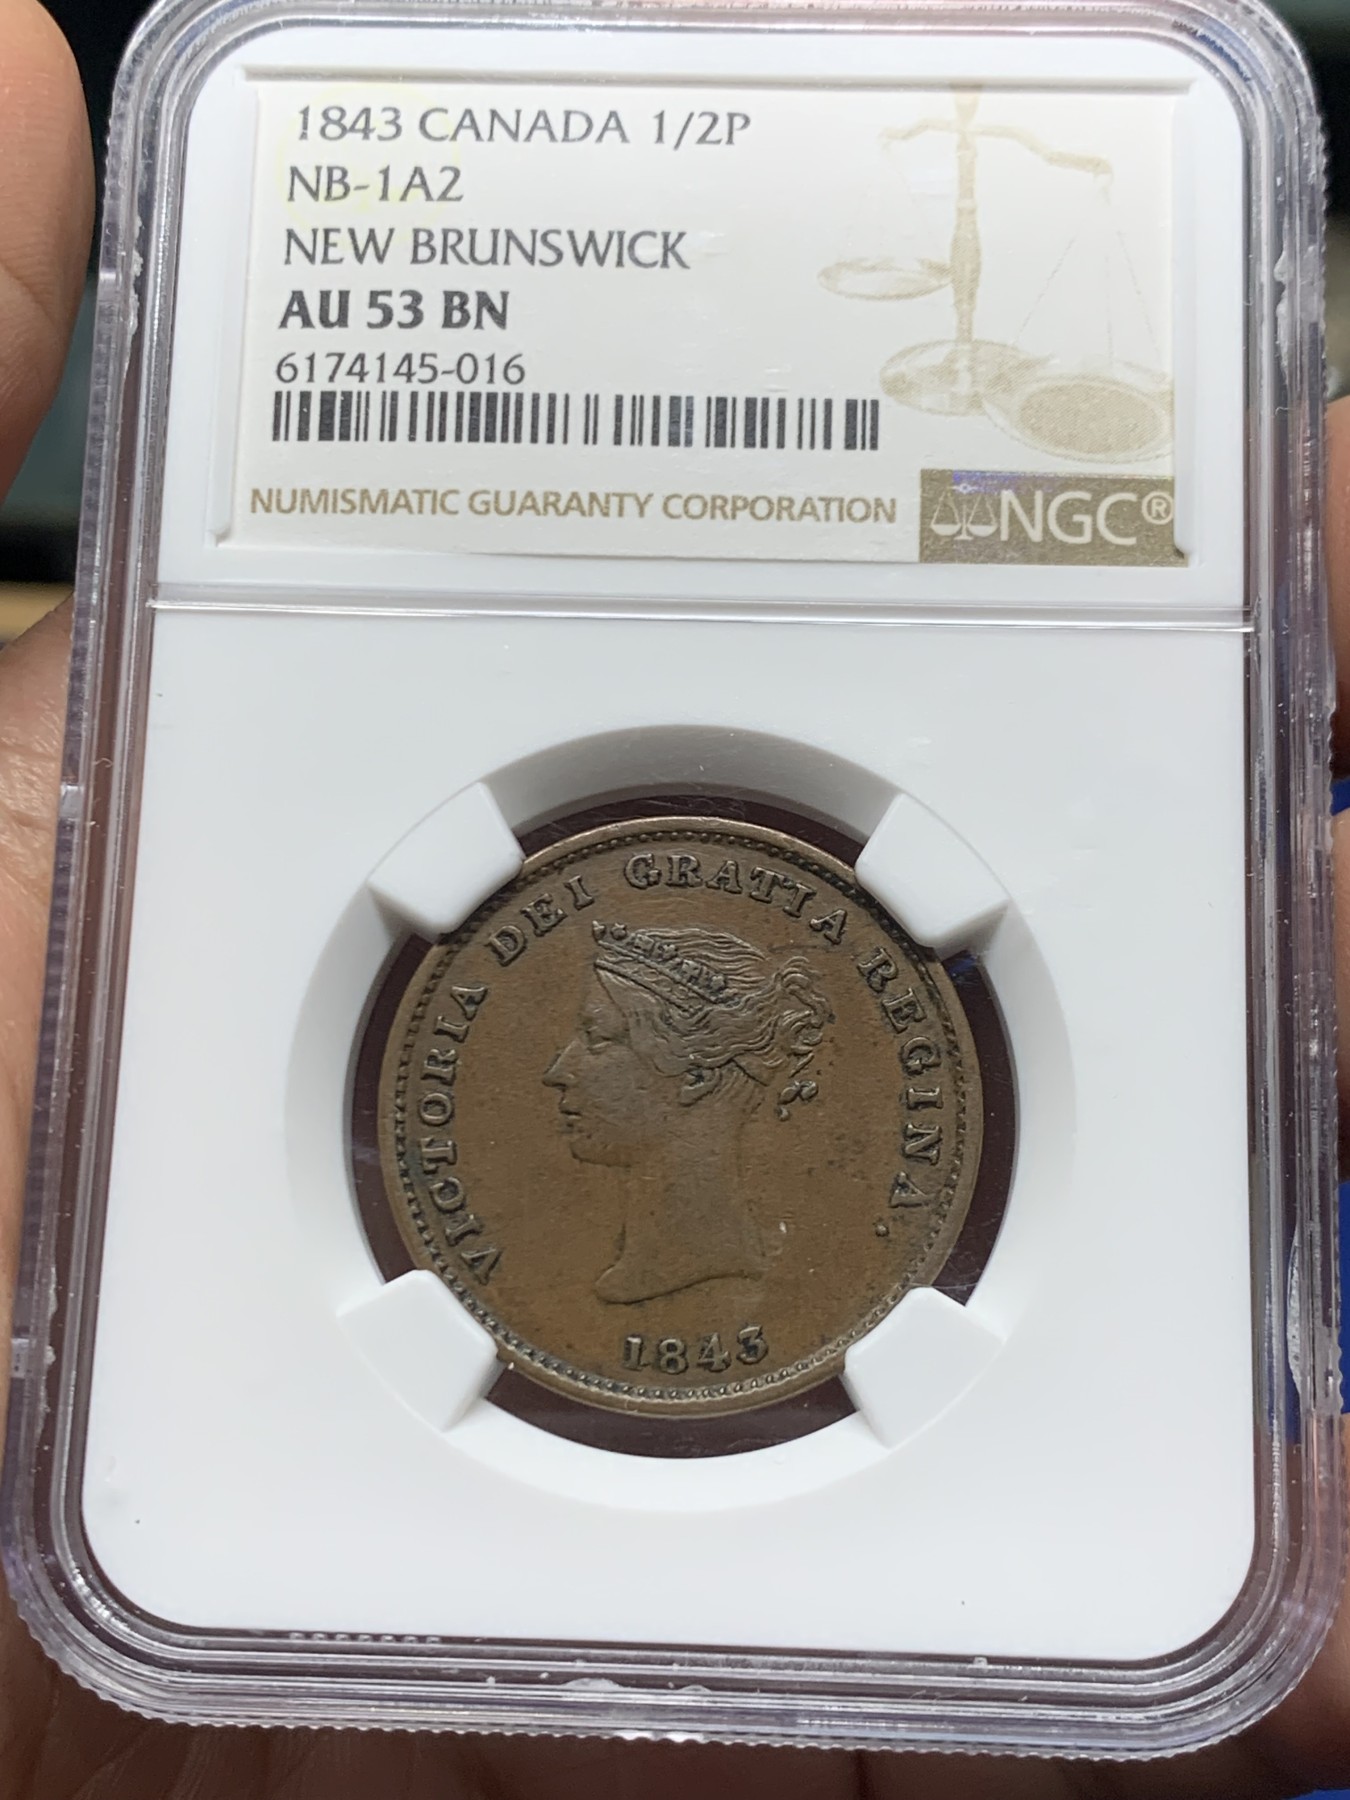 1843 CANADA 1/2P
NB-1A2
NEW BRUNSWICK
AU 53 BN
6174145-016
NUMISMATIC GUARANTY CORPORATION
NGC®
VICTORIA DEI GRATIA REGINA.
1843